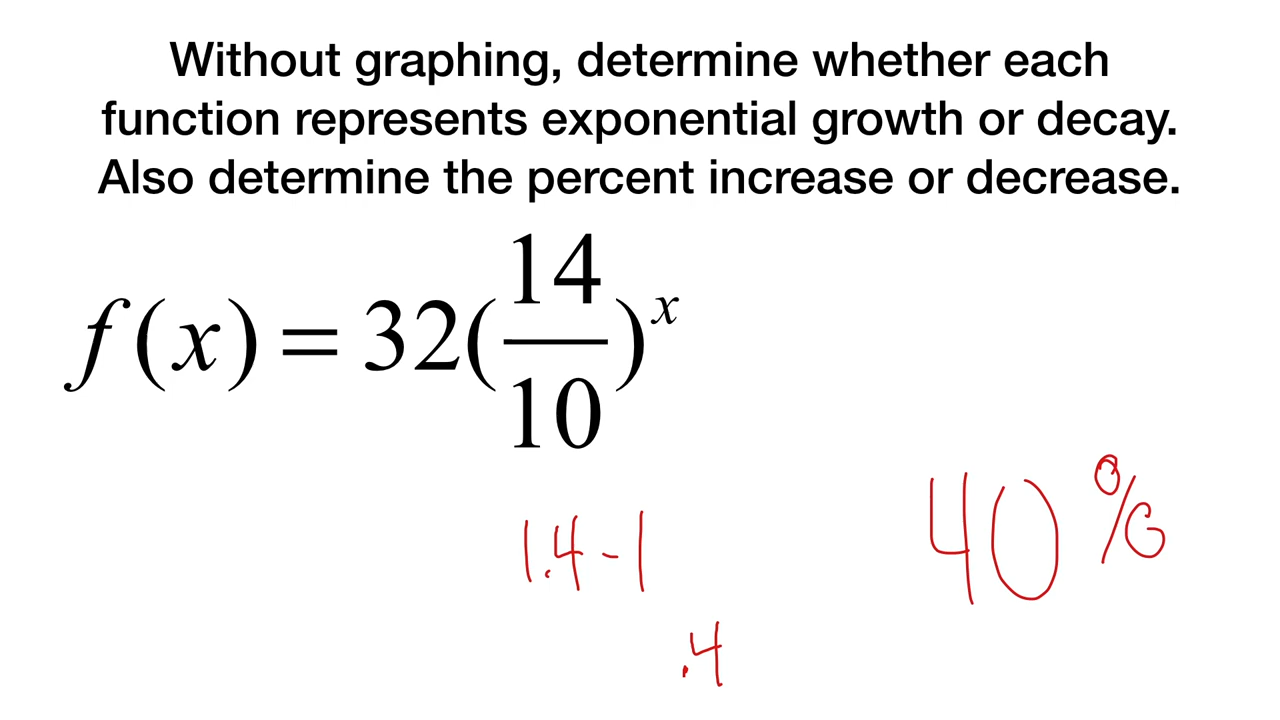 Without graphing, determine whether each
function represents exponential growth or decay.
Also determine the percent increase or decrease.
f(x) = 32(14/10)^x
1.4 - 1
.4
40%